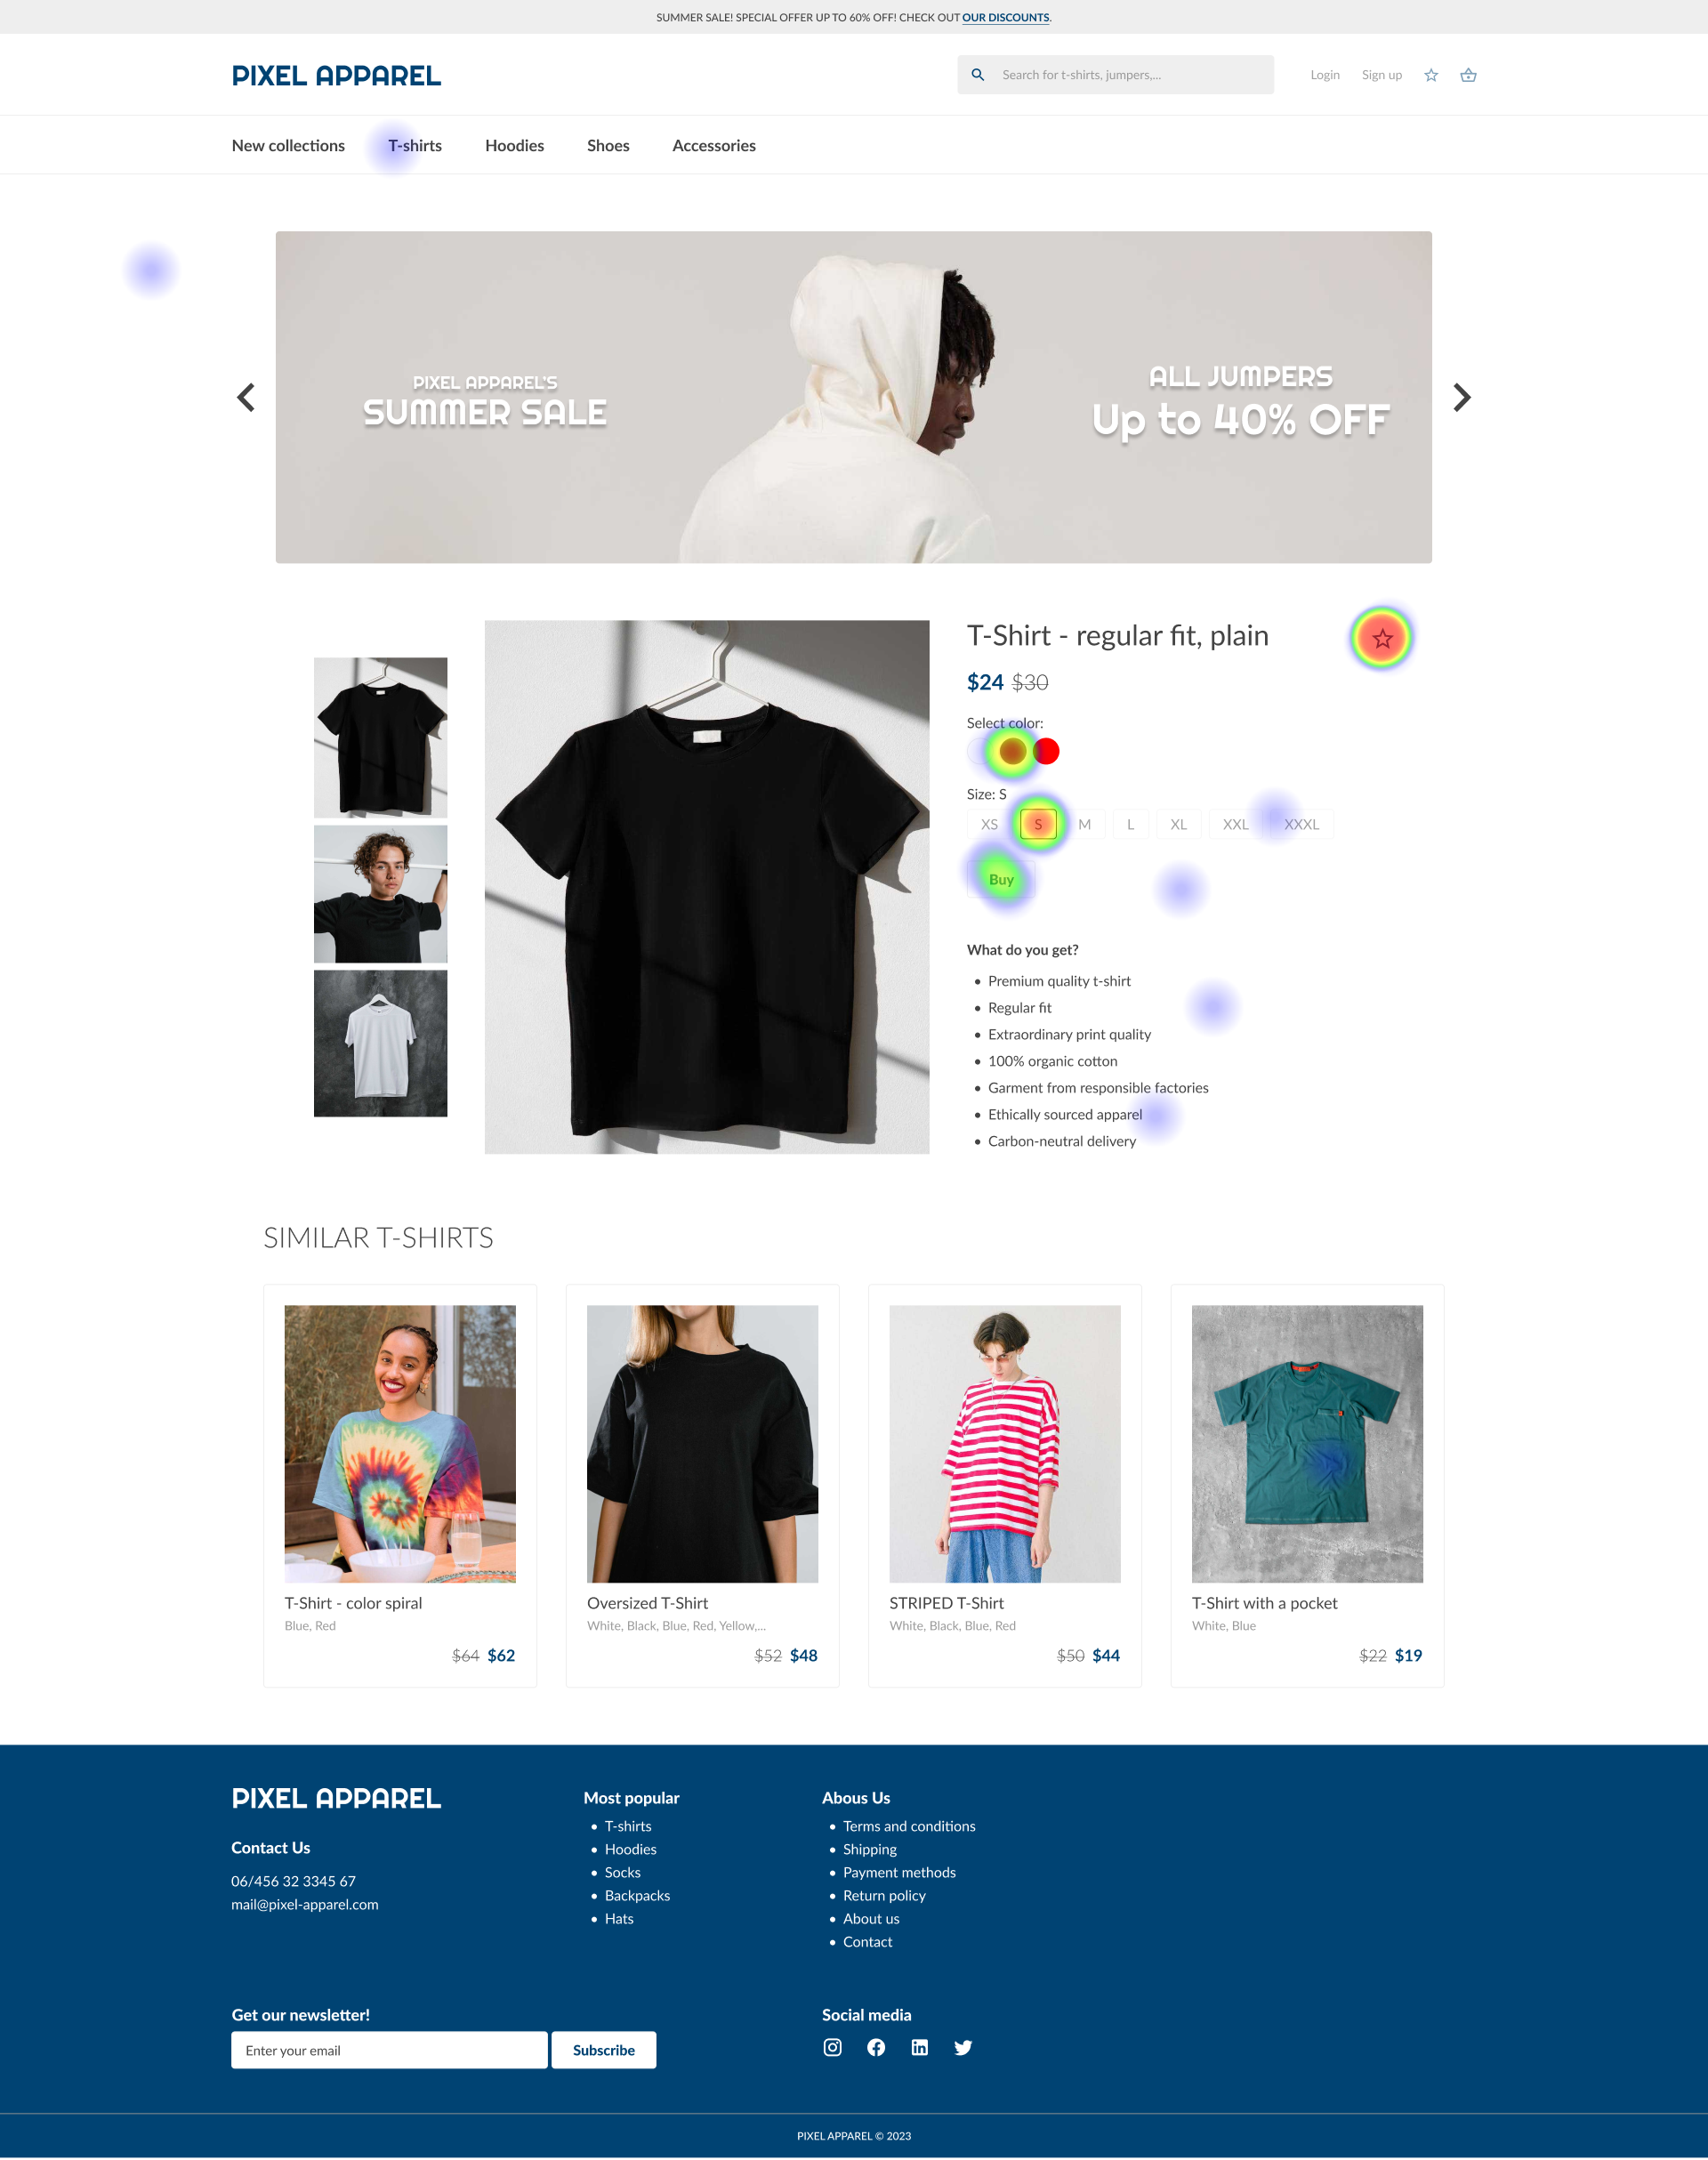 SUMMER SALE! SPECIAL OFFER UP TO 60% OFF! CHECK OUT OUR DISCOUNTS.
PIXEL APPAREL
Search for t-shirts, jumpers,...
Login
Sign up
New collections
T-shirts
Hoodies
Shoes
Accessories
PIXEL APPAREL'S
SUMMER SALE
ALL JUMPERS
Up to 40% OFF
T-Shirt - regular fit, plain
$24 $30
Select color:
Size: S
XS S M L XL XXL XXXL
Buy
What do you get?
Premium quality t-shirt
Regular fit
Extraordinary print quality
100% organic cotton
Garment from responsible factories
Ethically sourced apparel
Carbon-neutral delivery
SIMILAR T-SHIRTS
T-Shirt - color spiral
Blue, Red
$64 $62
Oversized T-Shirt
White, Black, Blue, Red, Yellow,...
$52 $48
STRIPED T-Shirt
White, Black, Blue, Red
$50 $44
T-Shirt with a pocket
White, Blue
$22 $19
PIXEL APPAREL
Contact Us
06/456 32 3345 67
mail@pixel-apparel.com
Most popular
T-shirts
Hoodies
Socks
Backpacks
Hats
Abous Us
Terms and conditions
Shipping
Payment methods
Return policy
About us
Contact
Get our newsletter!
Enter your email
Subscribe
Social media
PIXEL APPAREL © 2023